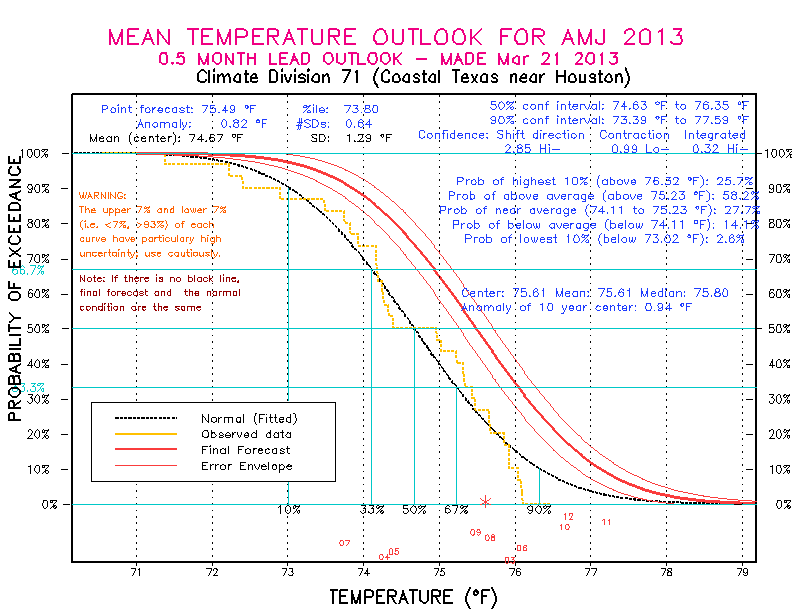 MEAN TEMPERATURE OUTLOOK FOR AMJ 2013
0.5 MONTH LEAD OUTLOOK – MADE Mar 21 2013
Climate Division 71 (Coastal Texas near Houston)
Point forecast: 75.49 °F %ile: 73.80
Anomaly: 0.82 °F #SDs: 0.64
Mean (center): 74.67 °F SD: 1.29 °F
50% conf interval: 74.63 °F to 76.35 °F
90% conf interval: 73.39 °F to 77.59 °F
Confidence: Shift direction Contraction Integrated
2.85 Hi– 0.99 Lo– 0.32 Hi–
Prob of highest 10% (above 76.32 °F): 25.7%
Prob of above average (above 75.23 °F): 58.2%
Prob of near average (74.11 to 75.23 °F): 27.7%
Prob of below average (below 74.11 °F): 14.1%
Prob of lowest 10% (below 73.02 °F): 2.6%
WARNING:
The upper 7% and lower 7%
(i.e. <7%, >93%) of each
curve have particulary high
uncertainty; use cautiously.
Note: If there is no black line,
final forecast and the normal
condition are the same
Center: 75.61 Mean: 75.61 Median: 75.80
Anomaly of 10 year center: 0.94 °F
PROBABILITY OF EXCEEDANCE
100% 100%
90% 90%
80% 80%
70% 70%
66.7%
60% 60%
50% 50%
40% 40%
33.3%
30% 30%
20% 20%
10% 10%
0% 0%
Normal (Fitted)
Observed data
Final Forecast
Error Envelope
10% 33% 50% 67% 90%
07 04 05 09 08 03 06 12 10 11
71 72 73 74 75 76 77 78 79
TEMPERATURE (°F)